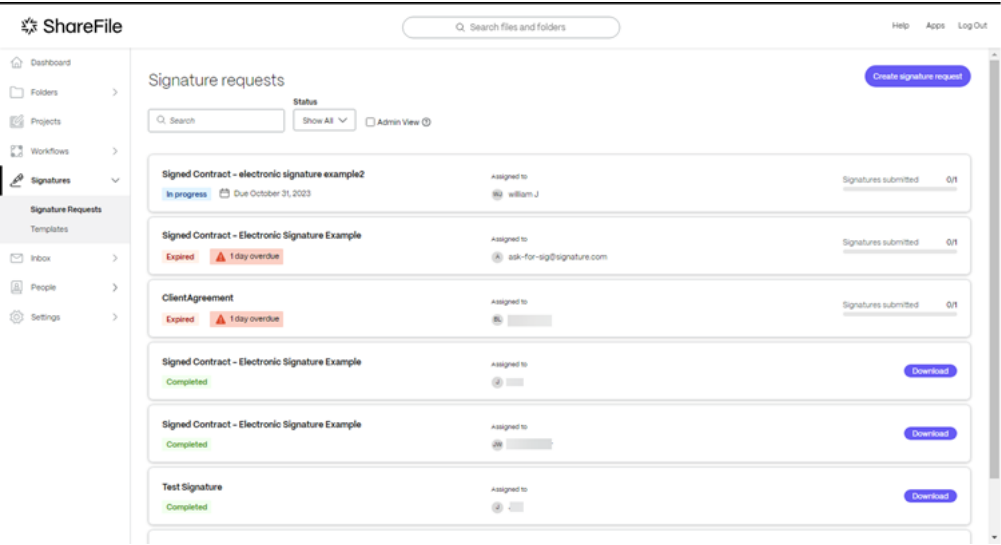 ShareFile
Search files and folders
Help Apps Log Out
Dashboard
Folders
Projects
Workflows
Signatures
Signature Requests
Templates
Inbox
People
Settings
Signature requests
Create signature request
Status
Search
Show All
Admin View
Signed Contract - electronic signature example2
In progress Due October 31, 2023
Assigned to
WJ william J
Signatures submitted 0/1
Signed Contract - Electronic Signature Example
Expired 1 day overdue
Assigned to
A ask-for-sig@signature.com
Signatures submitted 0/1
ClientAgreement
Expired 1 day overdue
Assigned to
BL
Signatures submitted 0/1
Signed Contract - Electronic Signature Example
Completed
Assigned to
J
Download
Signed Contract - Electronic Signature Example
Completed
Assigned to
JW
Download
Test Signature
Completed
Assigned to
J
Download